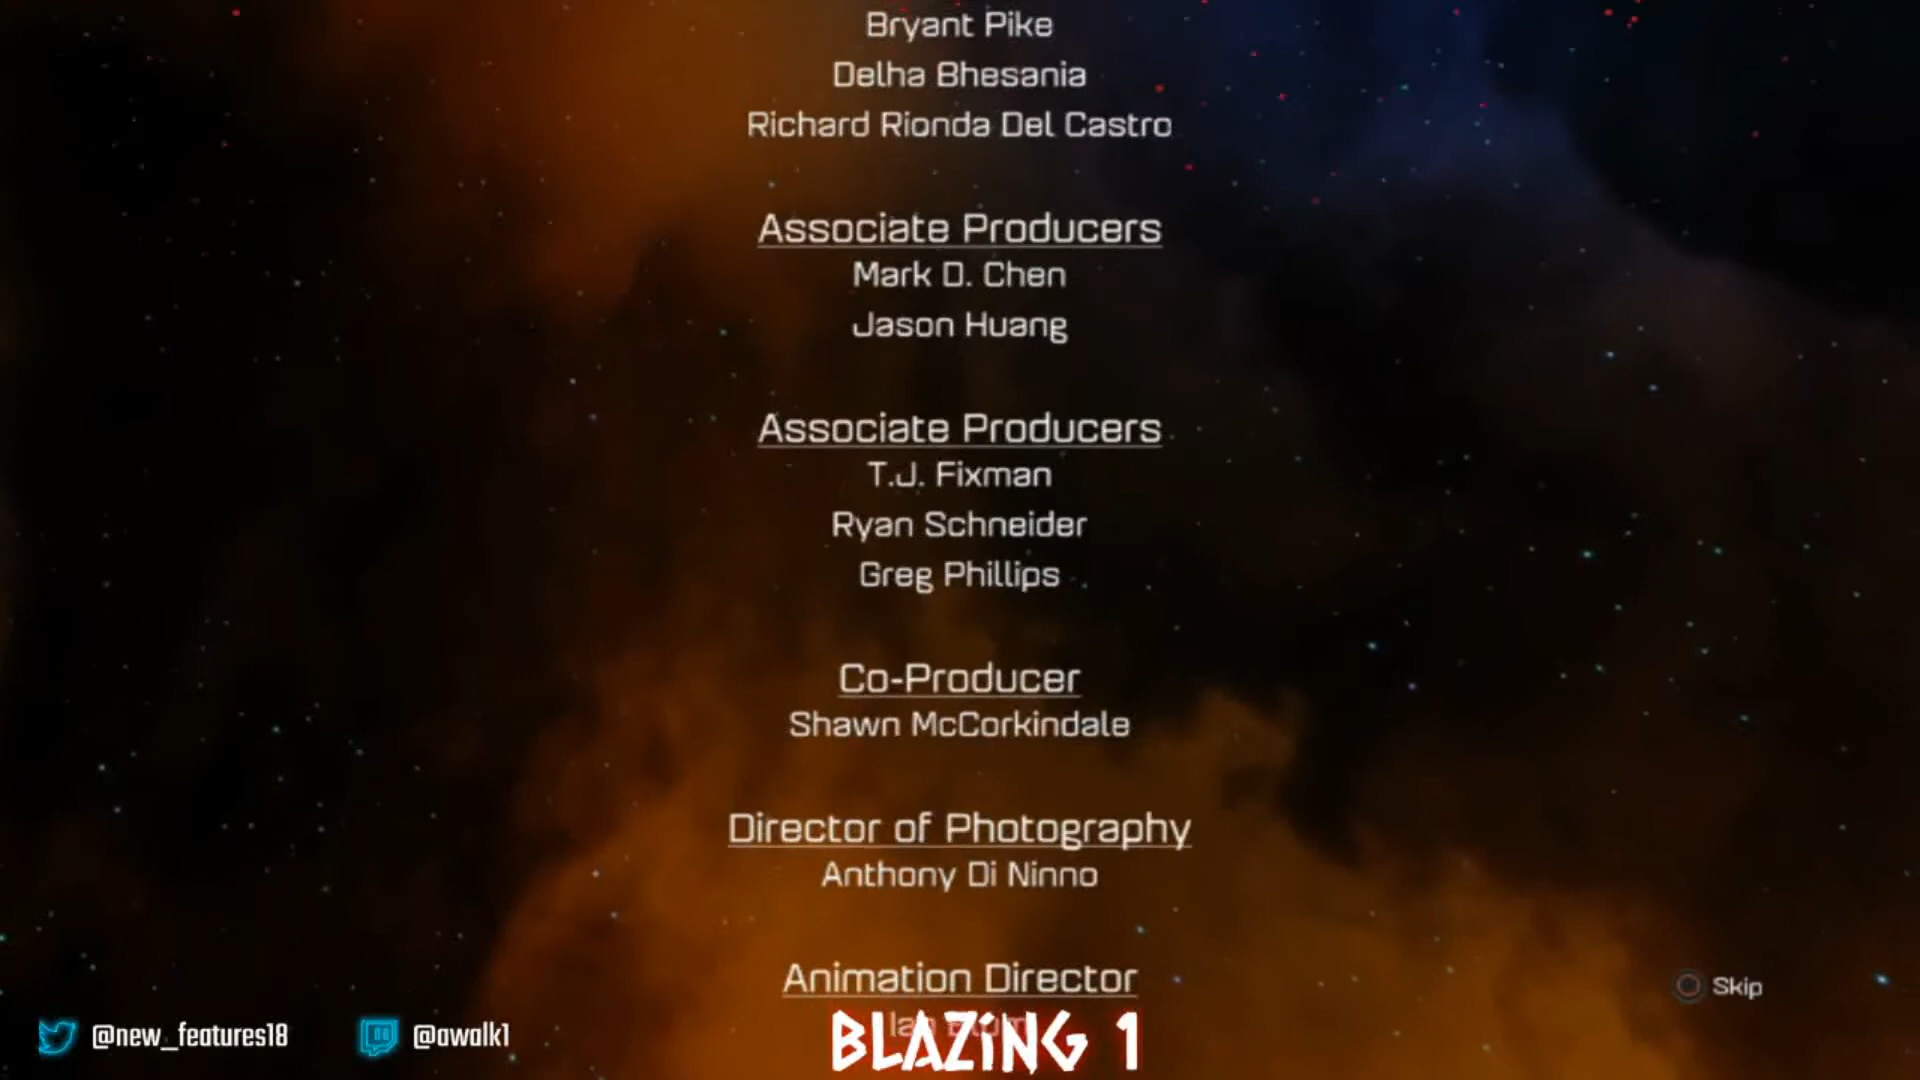 Bryant Pike
Delha Bhesania
Richard Rionda Del Castro
Associate Producers
Mark D. Chen
Jason Huang
Associate Producers
T.J. Fixman
Ryan Schneider
Greg Phillips
Co-Producer
Shawn McCorkindale
Director of Photography
Anthony Di Ninno
Animation Director
Skip
@new_features18
@awalk1
BLAZiNG 1